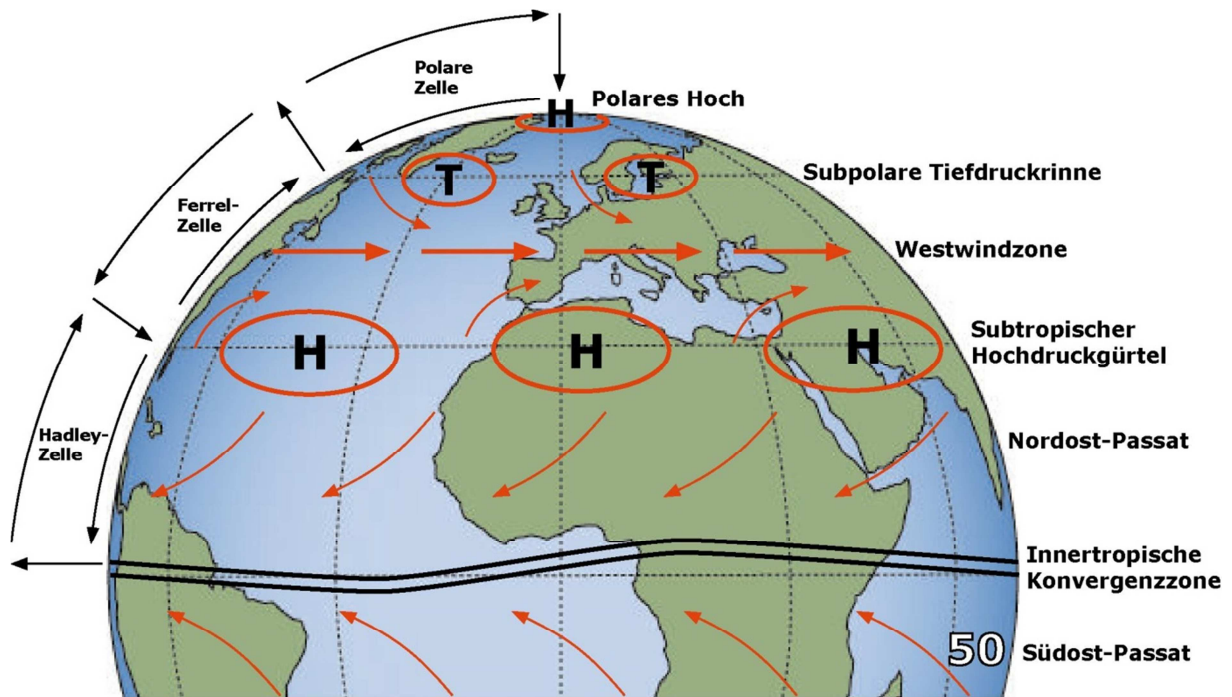 Polare
Zelle
H
Polares Hoch
T
T
Subpolare Tiefdruckrinne
Ferrel-
Zelle
Westwindzone
H
H
H
Subtropischer
Hochdruckgürtel
Hadley-
Zelle
Nordost-Passat
Innertropische
Konvergenzzone
50
Südost-Passat